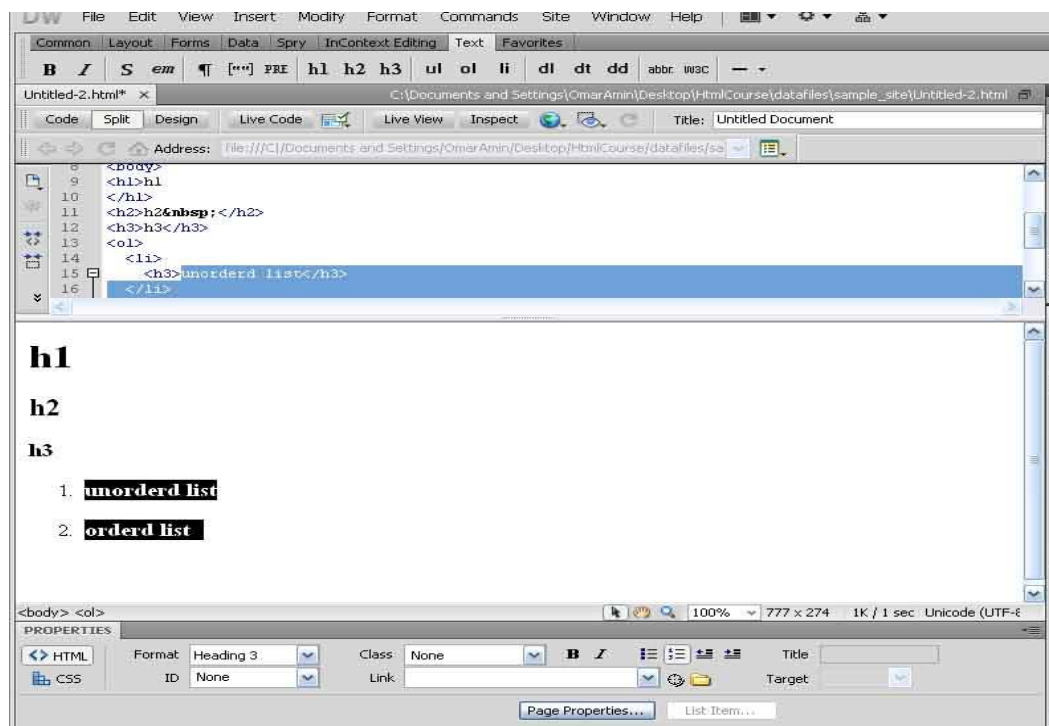 DW File Edit View Insert Modify Format Commands Site Window Help
Common Layout Forms Data Spry InContext Editing Text Favorites
B I S em ¶ [""] PRE h1 h2 h3 ul ol li dl dt dd abbr. W3C
Untitled-2.html* × C:\Documents and Settings\OmarAmin\Desktop\HtmlCourse\datafiles\sample_site\Untitled-2.html
Code Split Design Live Code Live View Inspect Title: Untitled Document
Address: file:///C|/Documents and Settings/OmarAmin/Desktop/HtmlCourse/datafiles/sa
8 <body>
9 <h1>h1
10 </h1>
11 <h2>h2&nbsp;</h2>
12 <h3>h3</h3>
13 <ol>
14 <li>
15 <h3>unorderd list</h3>
16 </li>
h1
h2
h3
1. unorderd list
2. orderd list
<body> <ol> 100% 777 x 274 1K / 1 sec Unicode (UTF-8
PROPERTIES
<> HTML Format Heading 3 Class None B I Title
CSS ID None Link Target
Page Properties... List Item...